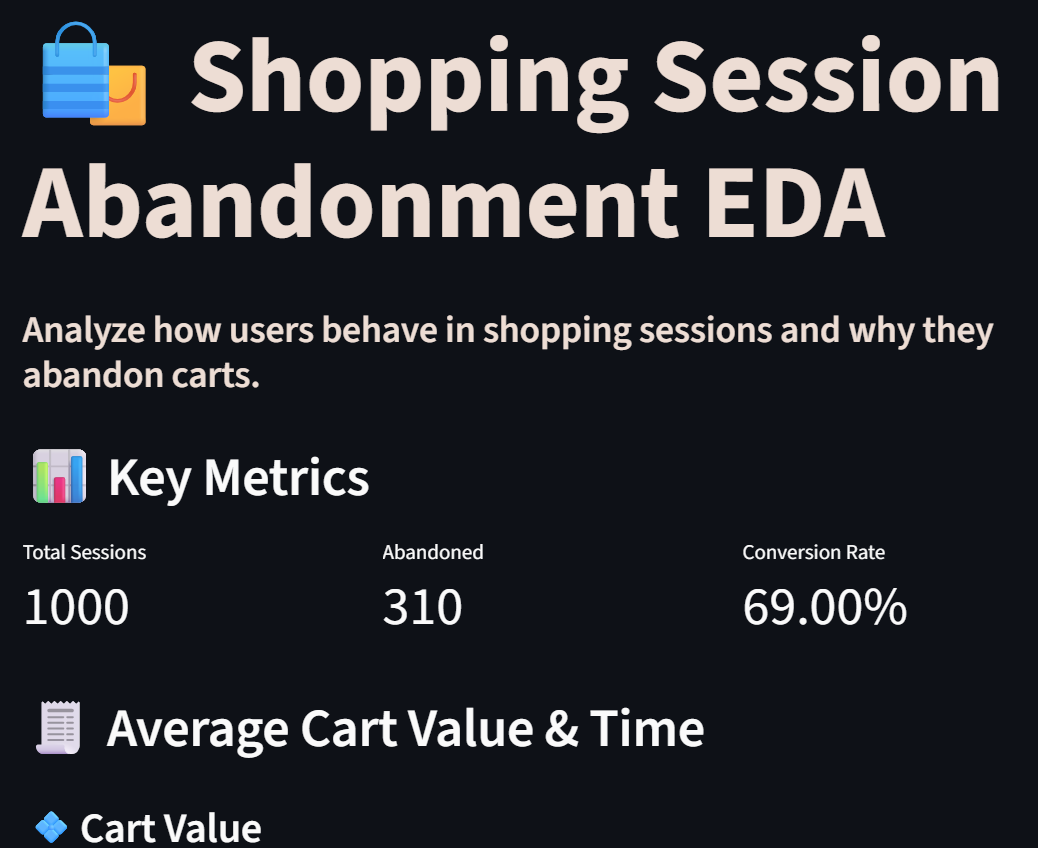 Shopping Session
Abandonment EDA
Analyze how users behave in shopping sessions and why they
abandon carts.
Key Metrics
Total Sessions
Abandoned
Conversion Rate
1000
310
69.00%
Average Cart Value & Time
Cart Value